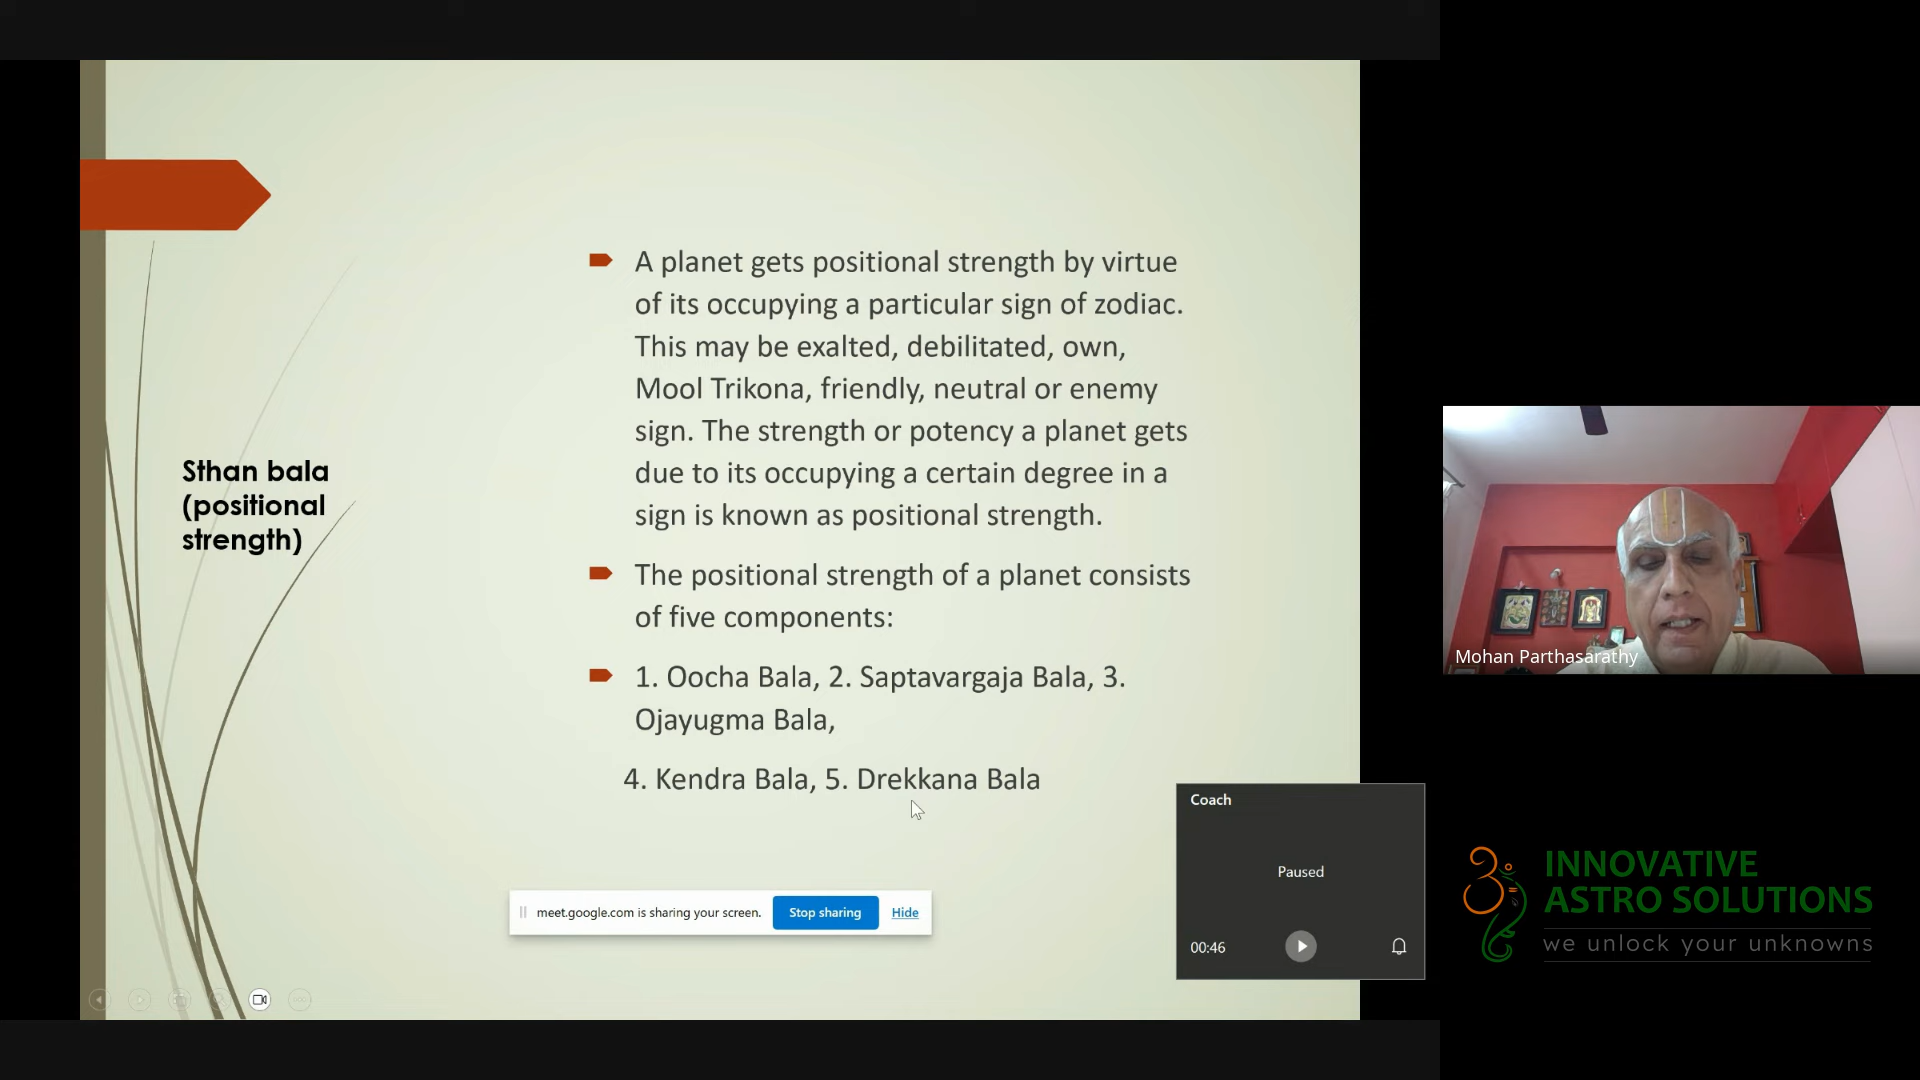 Sthan bala
(positional
strength)
A planet gets positional strength by virtue
of its occupying a particular sign of zodiac.
This may be exalted, debilitated, own,
Mool Trikona, friendly, neutral or enemy
sign. The strength or potency a planet gets
due to its occupying a certain degree in a
sign is known as positional strength.
The positional strength of a planet consists
of five components:
1. Oocha Bala, 2. Saptavargaja Bala, 3.
Ojayugma Bala,
4. Kendra Bala, 5. Drekkana Bala
Coach
Paused
00:46
meet.google.com is sharing your screen.
Stop sharing
Hide
Mohan Parthasarathy
INNOVATIVE
ASTRO SOLUTIONS
we unlock your unknowns